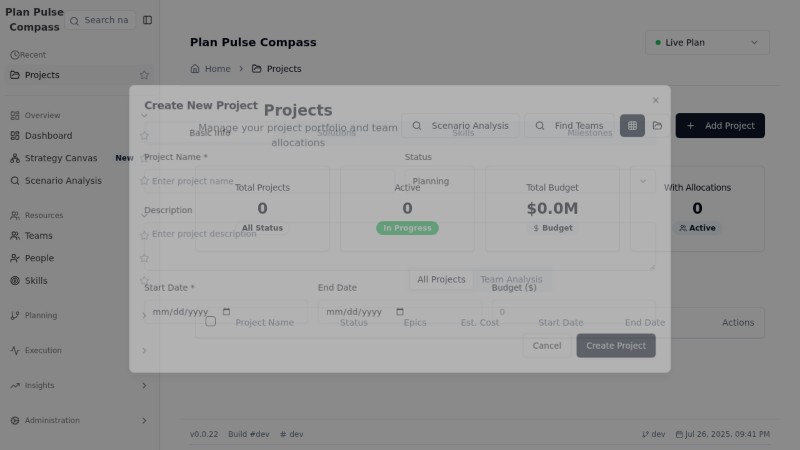 Plan Pulse
Compass
Search na
Recent
Projects
Overview
Dashboard
Strategy Canvas New
Scenario Analysis
Resources
Teams
People
Skills
Planning
Execution
Insights
Administration
Plan Pulse Compass
Live Plan
Home > Projects
Projects
Manage your project portfolio and team
allocations
Scenario Analysis
Find Teams
Add Project
Total Projects
0
All Status
Active
0
In Progress
Total Budget
$0.0M
$ Budget
With Allocations
0
Active
All Projects Team Analysis
Project Name Status Epics Est. Cost Start Date End Date Actions
Create New Project
Basic Info Solutions Skills Milestones
Project Name * Status
Enter project name Planning
Description
Enter project description
Start Date * End Date Budget ($)
mm/dd/yyyy mm/dd/yyyy 0
Cancel Create Project
v0.0.22 Build #dev # dev
dev Jul 26, 2025, 09:41 PM